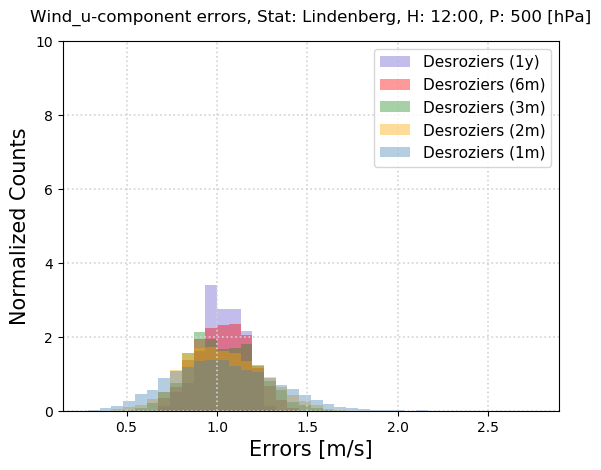 Wind_u-component errors, Stat: Lindenberg, H: 12:00, P: 500 [hPa]
10
8
6
4
2
0
Normalized Counts
Desroziers (1y)
Desroziers (6m)
Desroziers (3m)
Desroziers (2m)
Desroziers (1m)
0.5 1.0 1.5 2.0 2.5
Errors [m/s]